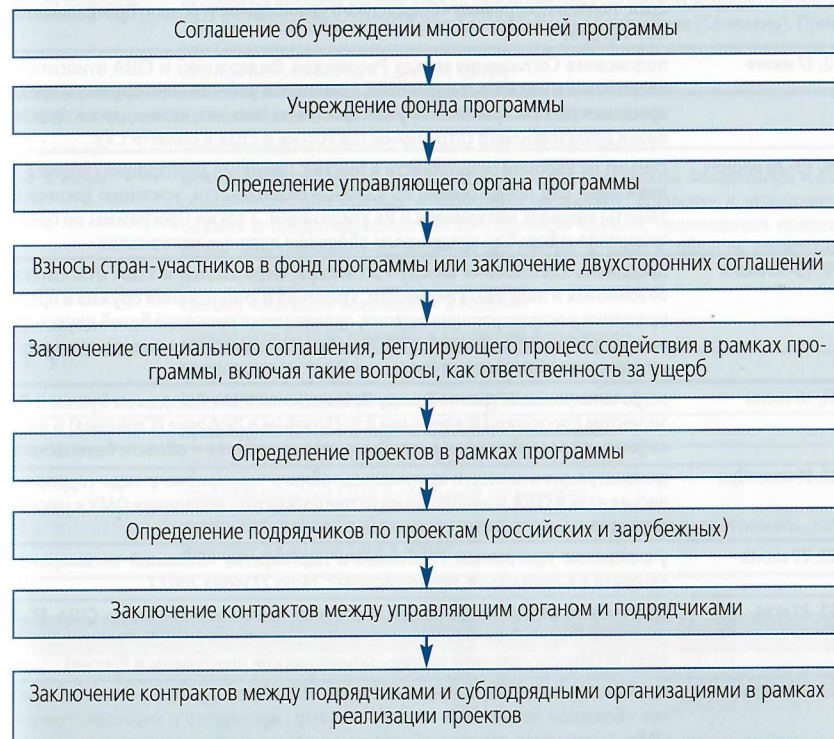 Соглашение об учреждении многосторонней программы
Учреждение фонда программы
Определение управляющего органа программы
Взносы стран-участников в фонд программы или заключение двухсторонних соглашений
Заключение специального соглашения, регулирующего процесс содействия в рамках про-
граммы, включая такие вопросы, как ответственность за ущерб
Определение проектов в рамках программы
Определение подрядчиков по проектам (российских и зарубежных)
Заключение контрактов между управляющим органом и подрядчиками
Заключение контрактов между подрядчиками и субподрядными организациями в рамках
реализации проектов